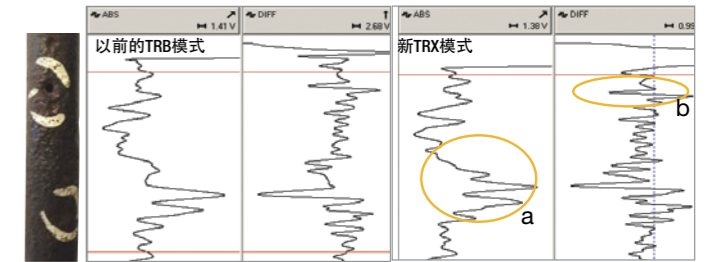 ABS
1.41 V
以前的TRB模式
DIFF
2.68 V
ABS
1.38 V
新TRX模式
DIFF
0.99
b
a